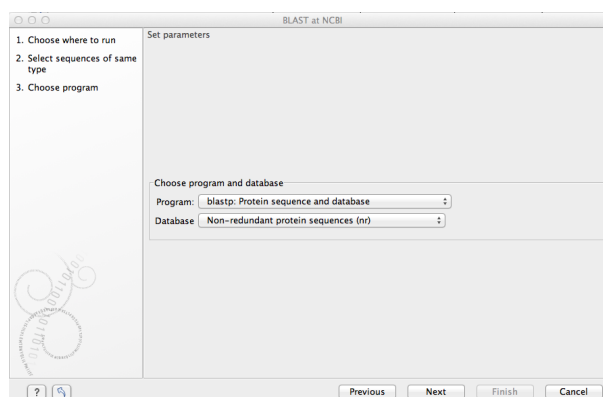 BLAST at NCBI
1. Choose where to run
2. Select sequences of same
type
3. Choose program
Set parameters
Choose program and database
Program: blastp: Protein sequence and database
Database Non-redundant protein sequences (nr)
? Previous Next Finish Cancel